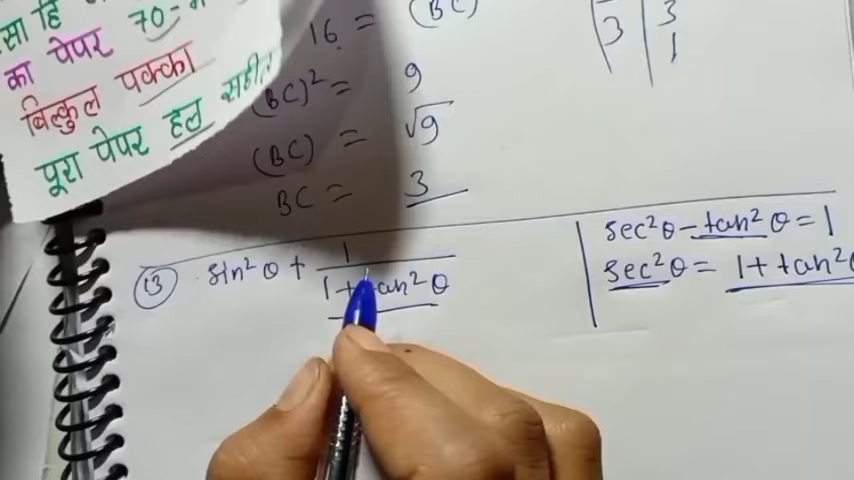 का पेपर 70-
बिल्कुल पक्का
पूरा पेपर हल सहित
16 = (BC)
(BC)² = 9
(BC) = √9
BC = 3
3 | 3
1
(13) sin²θ + 1/(1+tan²θ)
sec²θ - tan²θ = 1
sec²θ = 1 + tan²θ